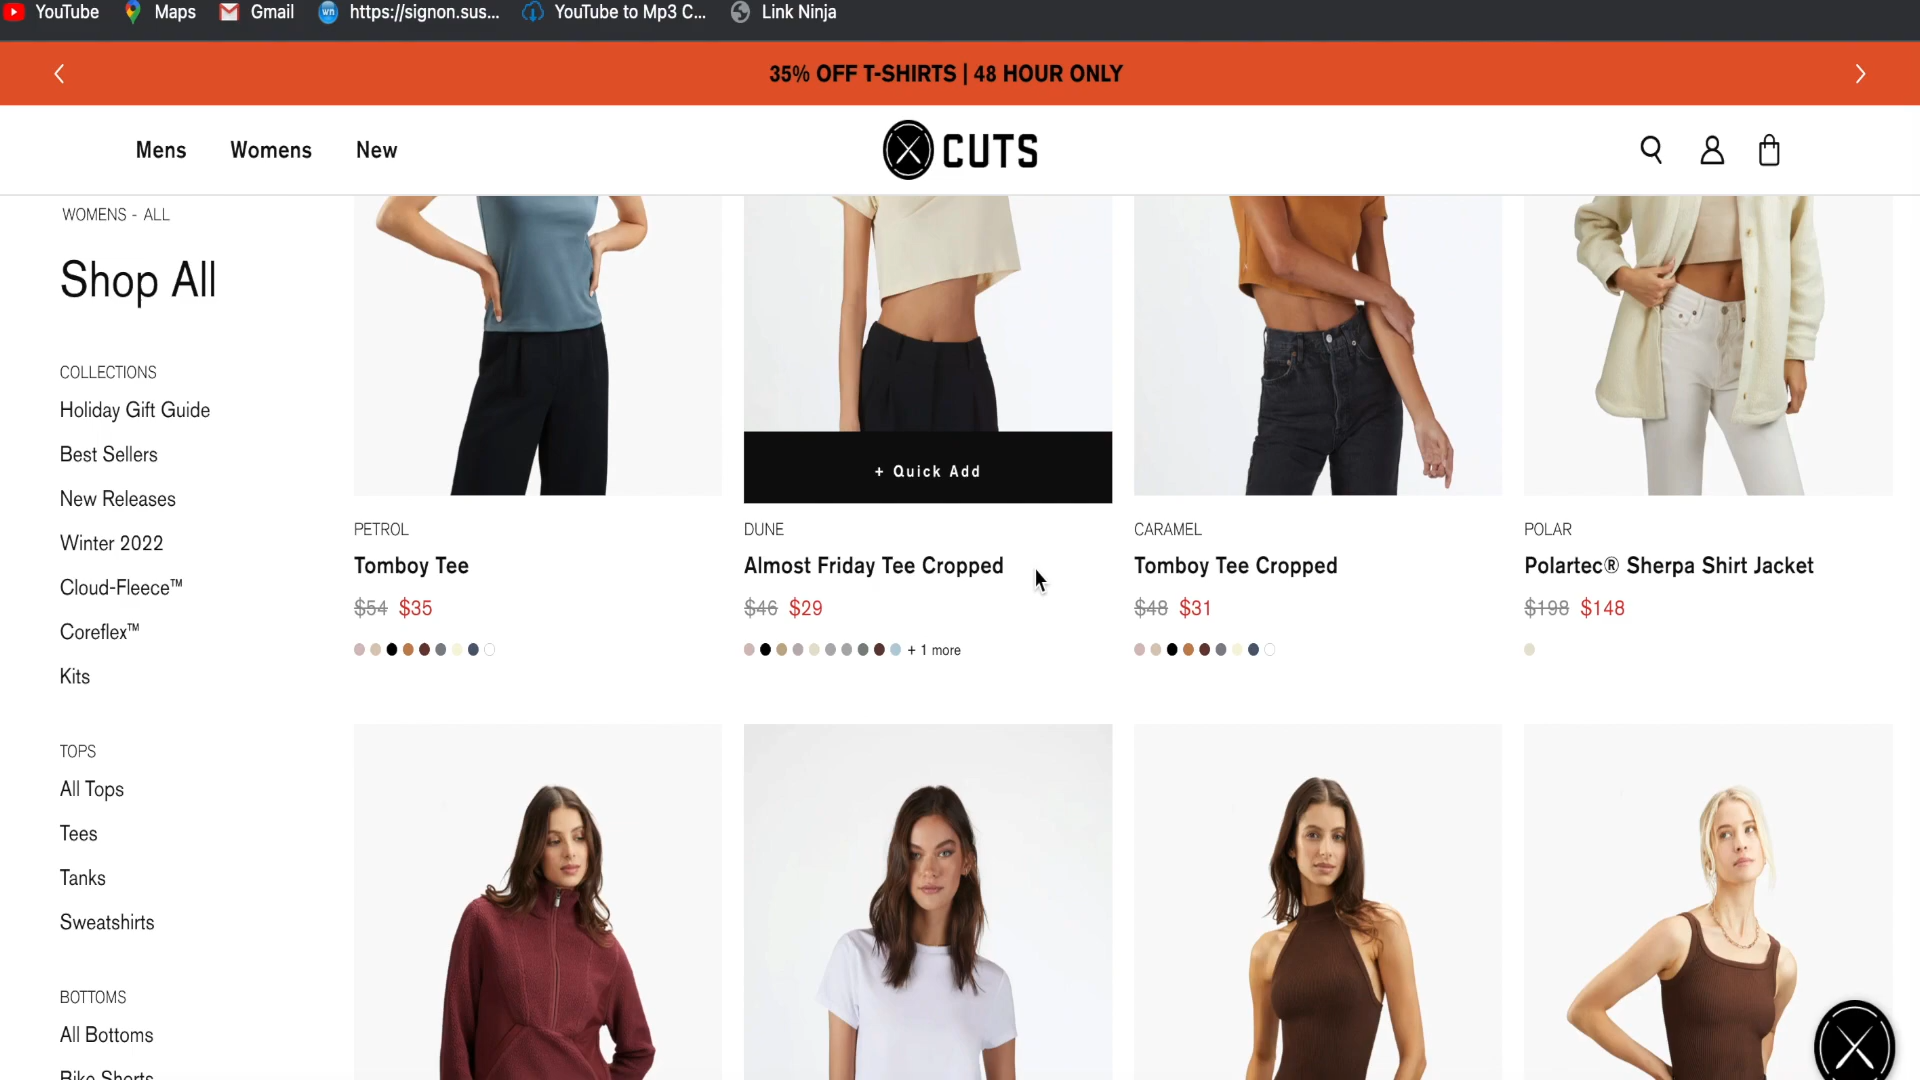 YouTube
Maps
Gmail
wn
https://signon.sus...
YouTube to Mp3 C...
Link Ninja
35% OFF T-SHIRTS | 48 HOUR ONLY
Mens
Womens
New
CUTS
WOMENS - ALL
Shop All
COLLECTIONS
Holiday Gift Guide
Best Sellers
New Releases
Winter 2022
Cloud-Fleece™
Coreflex™
Kits
TOPS
All Tops
Tees
Tanks
Sweatshirts
BOTTOMS
All Bottoms
Bike Shorts
PETROL
Tomboy Tee
$54 $35
+ Quick Add
DUNE
Almost Friday Tee Cropped
$46 $29
+ 1 more
CARAMEL
Tomboy Tee Cropped
$48 $31
POLAR
Polartec® Sherpa Shirt Jacket
$198 $148